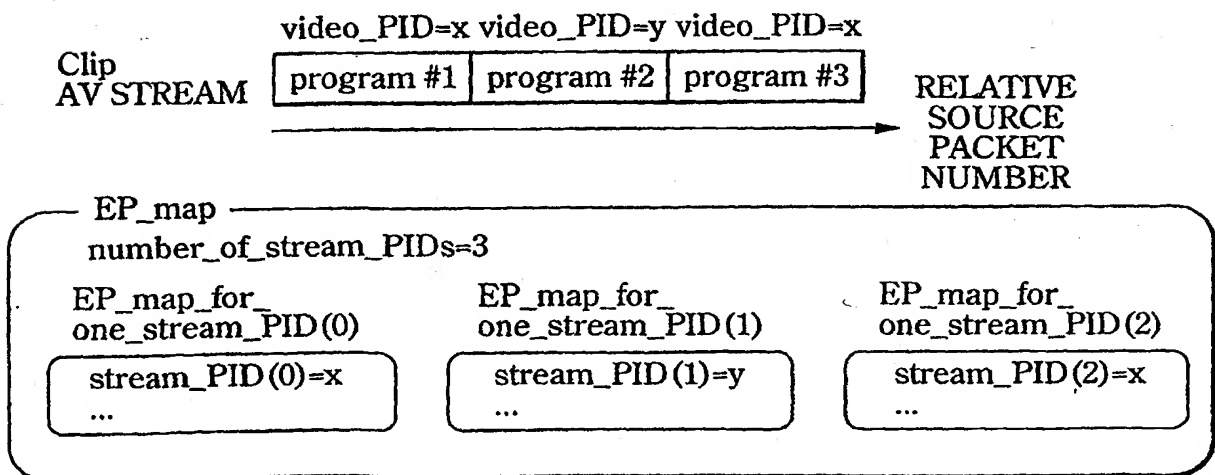 video_PID=x video_PID=y video_PID=x
Clip
AV STREAM
program #1 program #2 program #3
RELATIVE
SOURCE
PACKET
NUMBER
EP_map
number_of_stream_PIDs=3
EP_map_for_
one_stream_PID(0)
stream_PID(0)=x
...
EP_map_for_
one_stream_PID(1)
stream_PID(1)=y
...
EP_map_for_
one_stream_PID(2)
stream_PID(2)=x
...